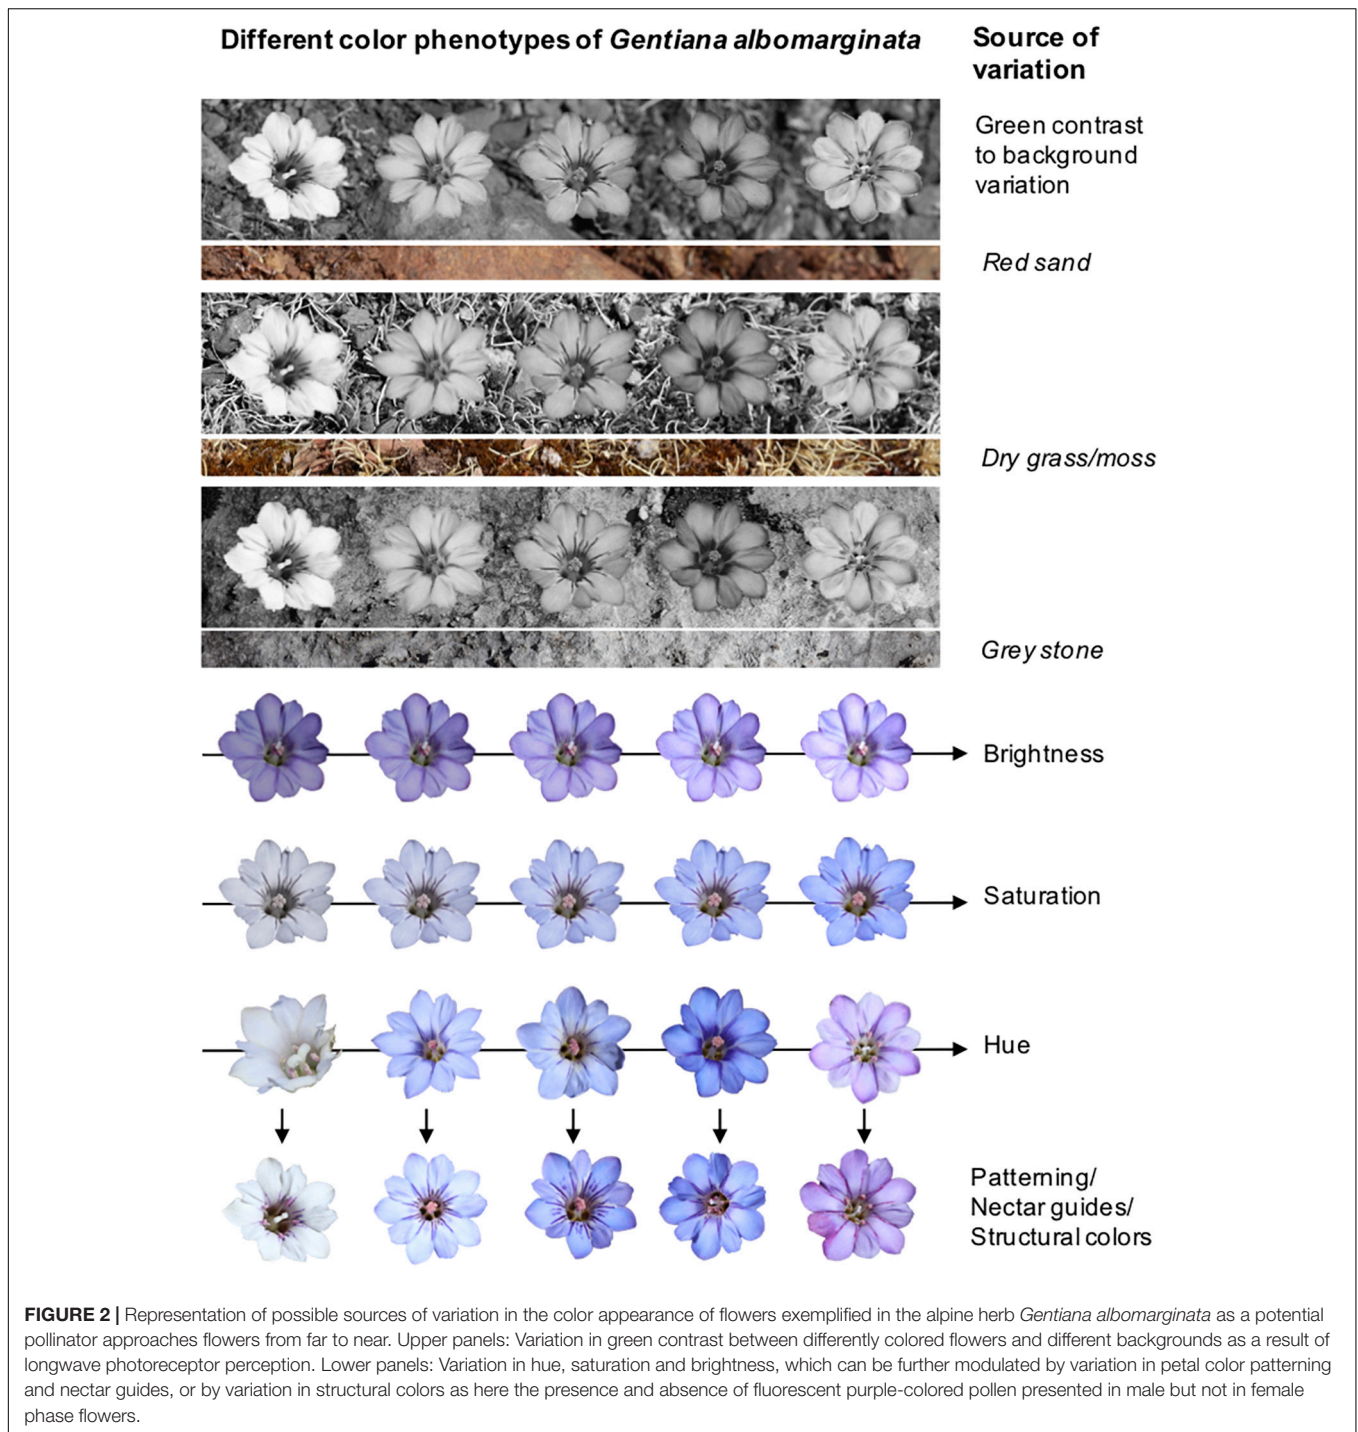 Different color phenotypes of Gentiana albomarginata
Source of
variation
Green contrast
to background
variation
Red sand
Dry grass/moss
Grey stone
Brightness
Saturation
Hue
Patterning/
Nectar guides/
Structural colors
FIGURE 2 | Representation of possible sources of variation in the color appearance of flowers exemplified in the alpine herb Gentiana albomarginata as a potential
pollinator approaches flowers from far to near. Upper panels: Variation in green contrast between differently colored flowers and different backgrounds as a result of
longwave photoreceptor perception. Lower panels: Variation in hue, saturation and brightness, which can be further modulated by variation in petal color patterning
and nectar guides, or by variation in structural colors as here the presence and absence of fluorescent purple-colored pollen presented in male but not in female
phase flowers.